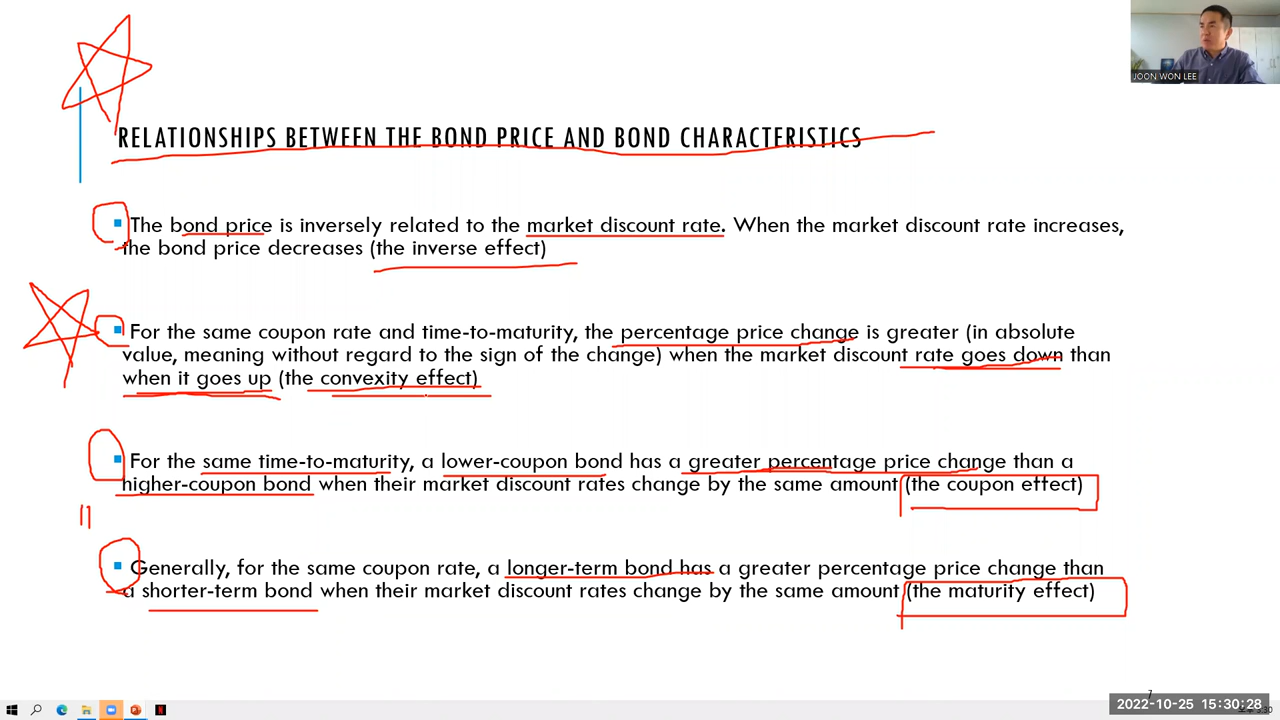 JOON WON LEE
RELATIONSHIPS BETWEEN THE BOND PRICE AND BOND CHARACTERISTICS
The bond price is inversely related to the market discount rate. When the market discount rate increases,
the bond price decreases (the inverse effect)
For the same coupon rate and time-to-maturity, the percentage price change is greater (in absolute
value, meaning without regard to the sign of the change) when the market discount rate goes down than
when it goes up (the convexity effect)
For the same time-to-maturity, a lower-coupon bond has a greater percentage price change than a
higher-coupon bond when their market discount rates change by the same amount (the coupon effect)
Generally, for the same coupon rate, a longer-term bond has a greater percentage price change than
a shorter-term bond when their market discount rates change by the same amount (the maturity effect)
7
2022-10-25 15:30:28